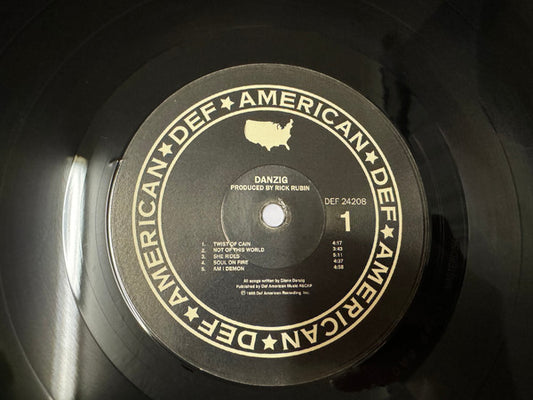 DEF ★ AMERICAN ★ DEF ★ AMERICAN ★ DEF ★ AMERICAN ★
DANZIG
PRODUCED BY RICK RUBIN
DEF 24208
1
1. TWIST OF CAIN 4:17
2. NOT OF THIS WORLD 3:43
3. SHE RIDES 5:11
4. SOUL ON FIRE 4:37
5. AM I DEMON 4:58
All songs written by Glenn Danzig
Published by Def American Music ASCAP
1988 Def American Recording, Inc.